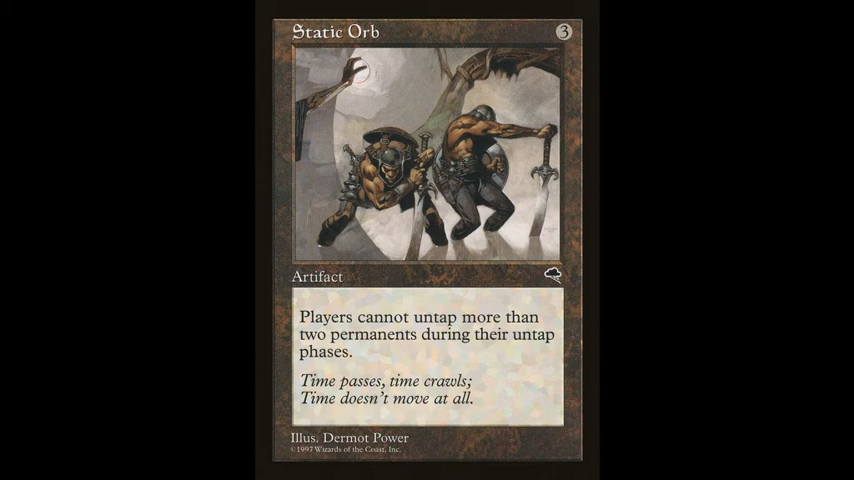 Static Orb
3
Artifact
Players cannot untap more than
two permanents during their untap
phases.
Time passes, time crawls;
Time doesn't move at all.
Illus. Dermot Power
©1997 Wizards of the Coast, Inc.